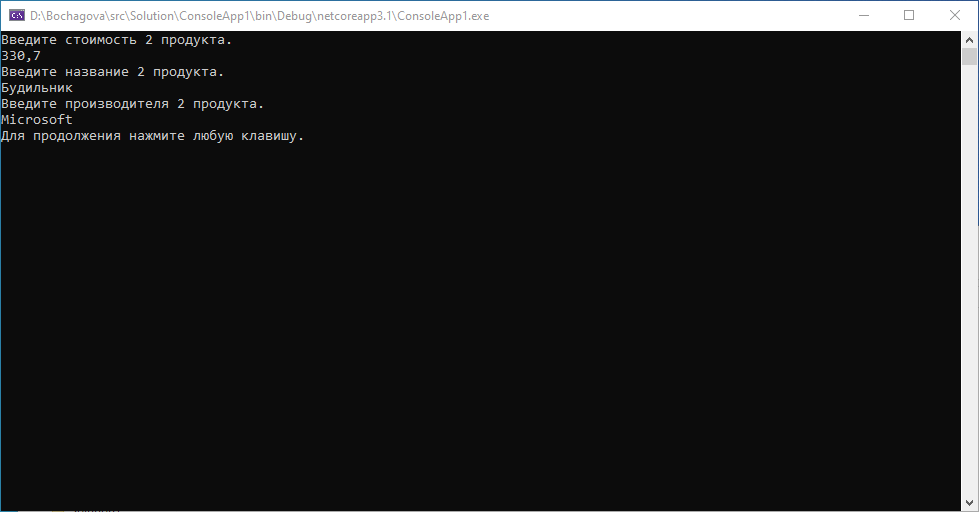 D:\Bochagova\src\Solution\ConsoleApp1\bin\Debug\netcoreapp3.1\ConsoleApp1.exe
Введите стоимость 2 продукта.
330,7
Введите название 2 продукта.
Будильник
Введите производителя 2 продукта.
Microsoft
Для продолжения нажмите любую клавишу.